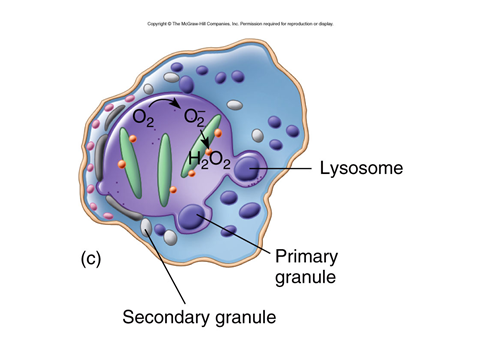 Copyright © The McGraw-Hill Companies, Inc. Permission required for reproduction or display.
O₂ O₂⁻
H₂O₂
Lysosome
(c)
Primary
granule
Secondary granule